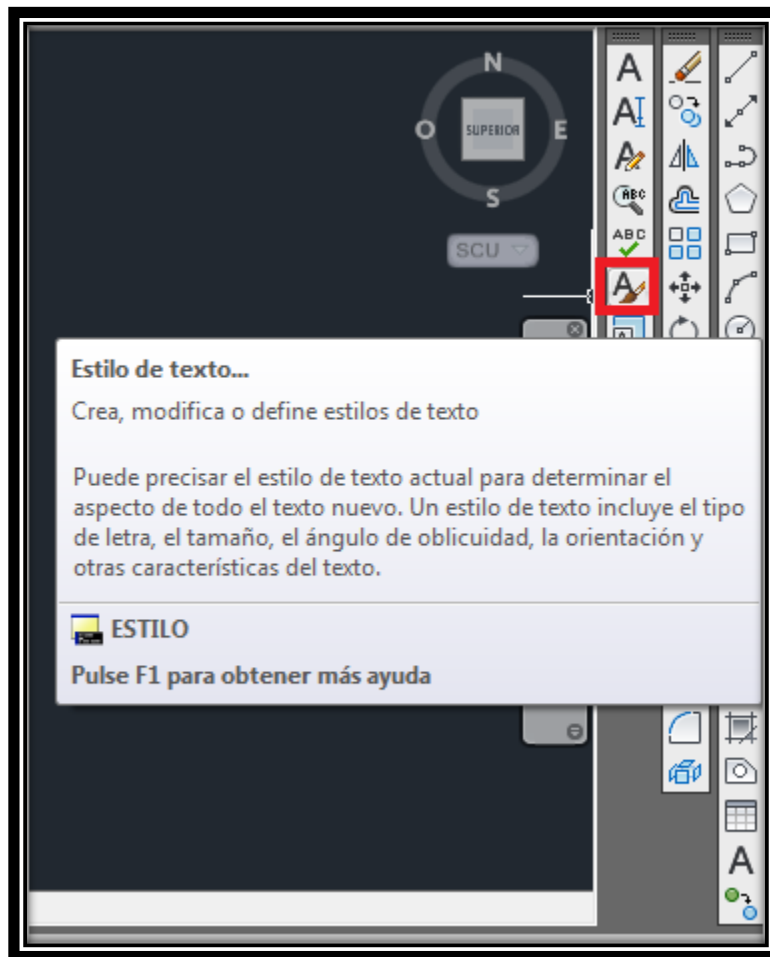 N
O
SUPERIOR
E
S
SCU
A
A
A
ABC
ABC
A
A
Estilo de texto...
Crea, modifica o define estilos de texto
Puede precisar el estilo de texto actual para determinar el
aspecto de todo el texto nuevo. Un estilo de texto incluye el tipo
de letra, el tamaño, el ángulo de oblicuidad, la orientación y
otras características del texto.
ESTILO
Pulse F1 para obtener más ayuda
A